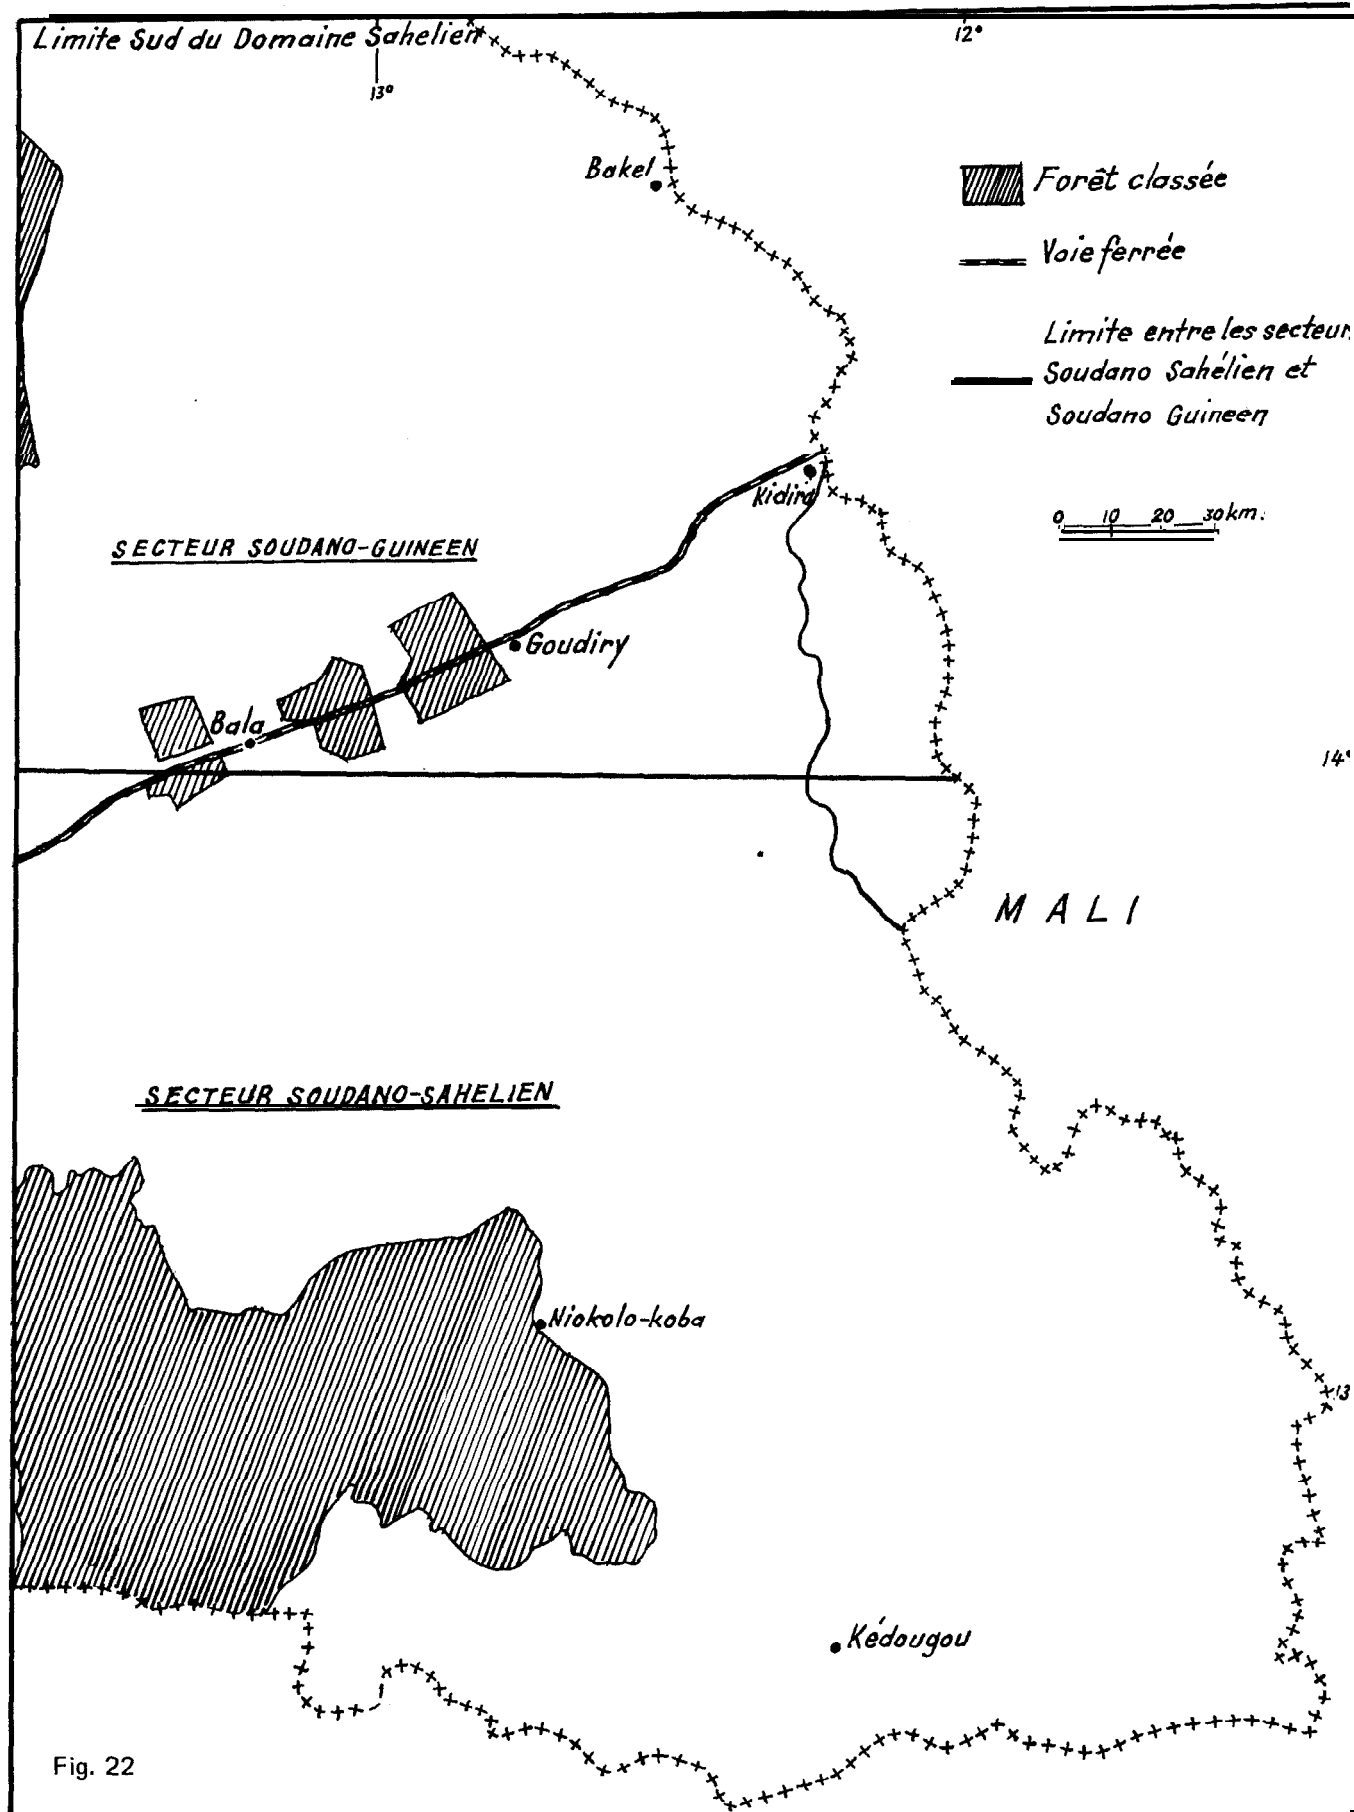 Limite Sud du Domaine Sahelien
12°
13°
Bakel
Forêt classée
Voie ferrée
Limite entre les secteur
Soudano Sahélien et
Soudano Guineen
Kidira
0 10 20 30 km.
SECTEUR SOUDANO-GUINEEN
Goudiry
Bala
14°
MALI
SECTEUR SOUDANO-SAHELIEN
Niokolo-koba
13
Kédougou
Fig. 22